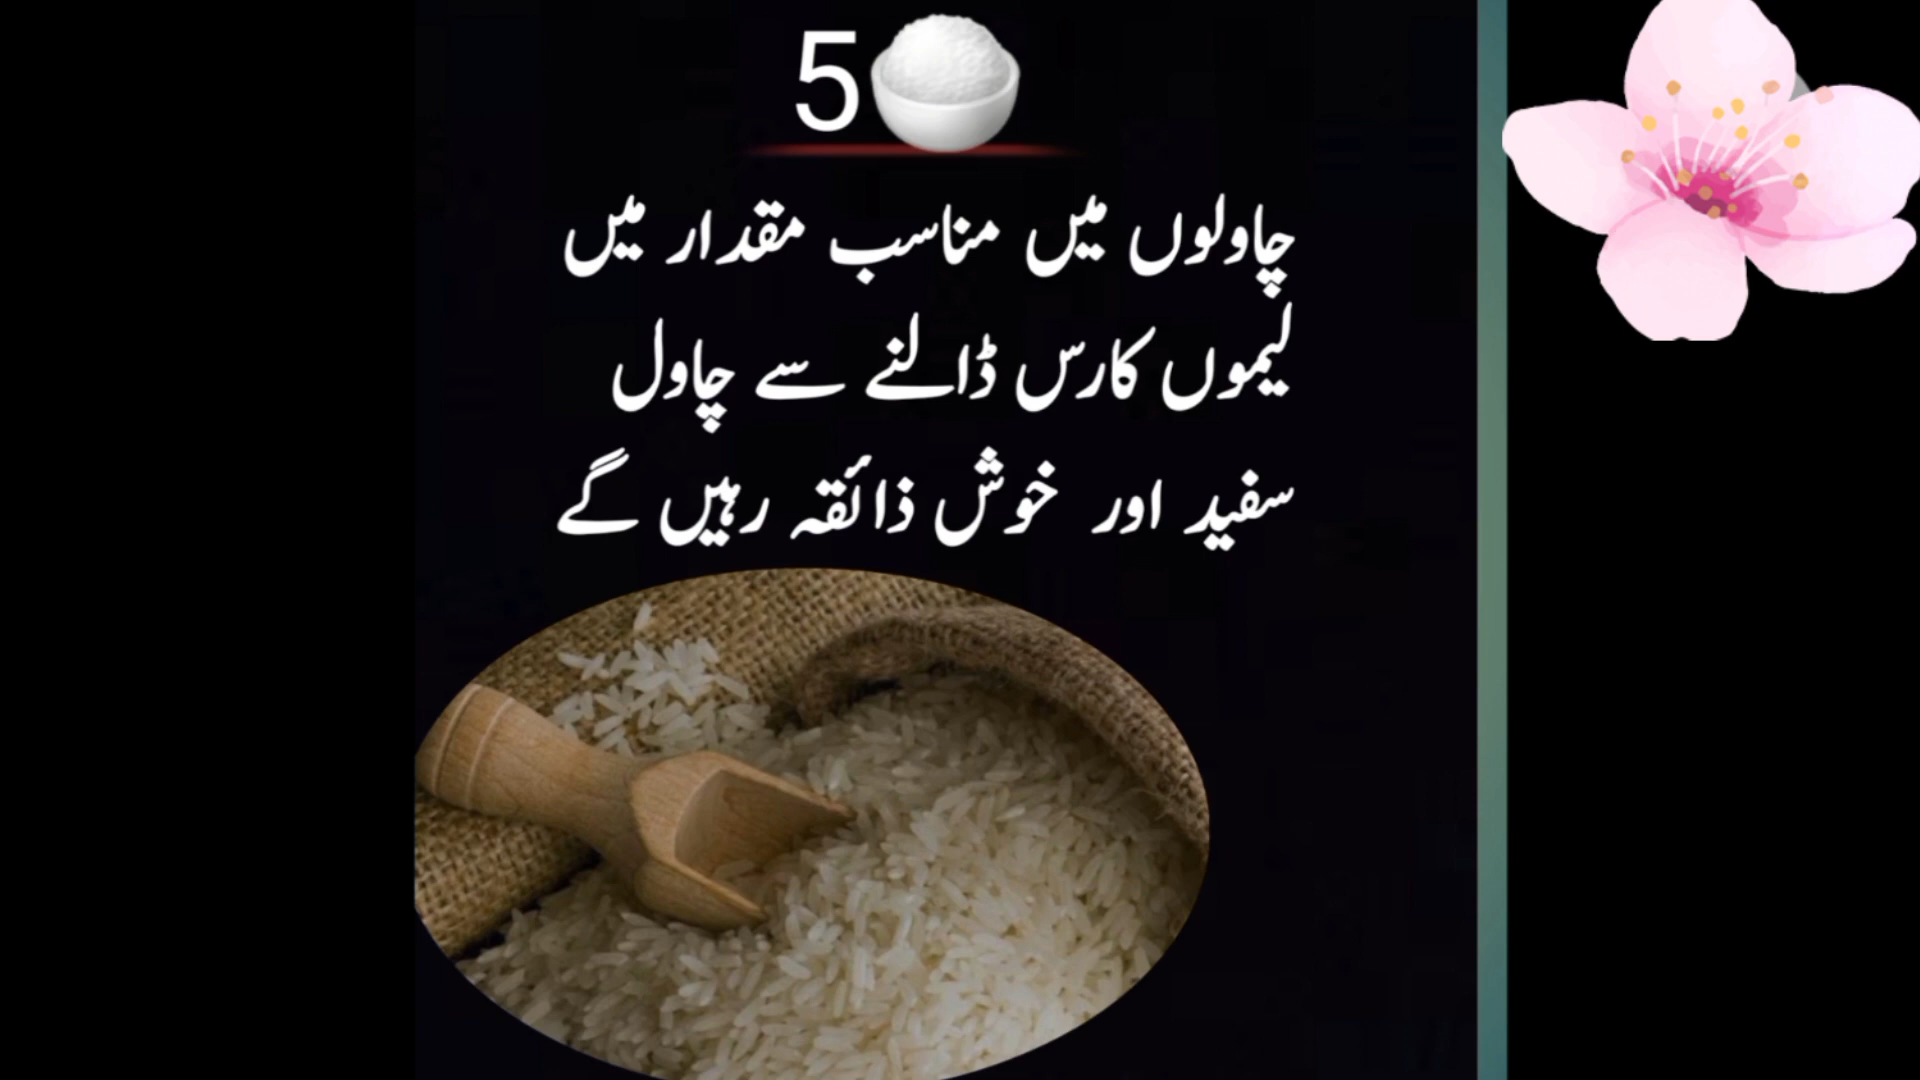 5
چاولوں میں مناسب مقدار میں
لیموں کارس ڈالنے سے چاول
سفید اور خوش ذائقہ رہیں گے